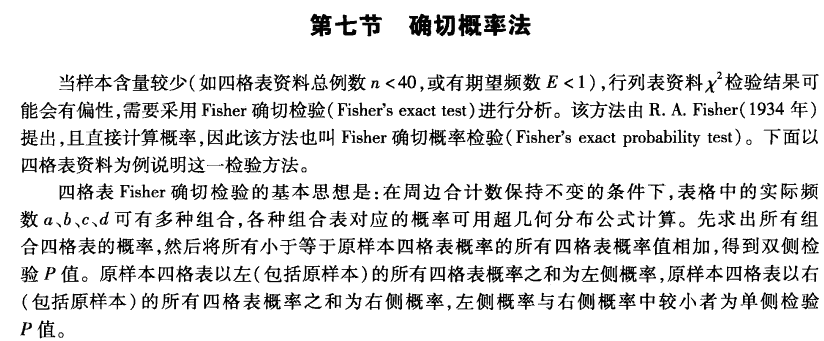 第七节 确切概率法
当样本含量较少(如四格表资料总例数 n < 40,或有期望频数 E < 1),行列表资料χ²检验结果可
能会有偏性,需要采用 Fisher 确切检验(Fisher's exact test)进行分析。该方法由 R. A. Fisher(1934 年)
提出,且直接计算概率,因此该方法也叫 Fisher 确切概率检验(Fisher's exact probability test)。下面以
四格表资料为例说明这一检验方法。
四格表 Fisher 确切检验的基本思想是:在周边合计数保持不变的条件下,表格中的实际频
数 a、b、c、d 可有多种组合,各种组合表对应的概率可用超几何分布公式计算。先求出所有组
合四格表的概率,然后将所有小于等于原样本四格表概率的所有四格表概率值相加,得到双侧检
验 P 值。原样本四格表以左(包括原样本)的所有四格表概率之和为左侧概率,原样本四格表以右
(包括原样本)的所有四格表概率之和为右侧概率,左侧概率与右侧概率中较小者为单侧检验
P 值。